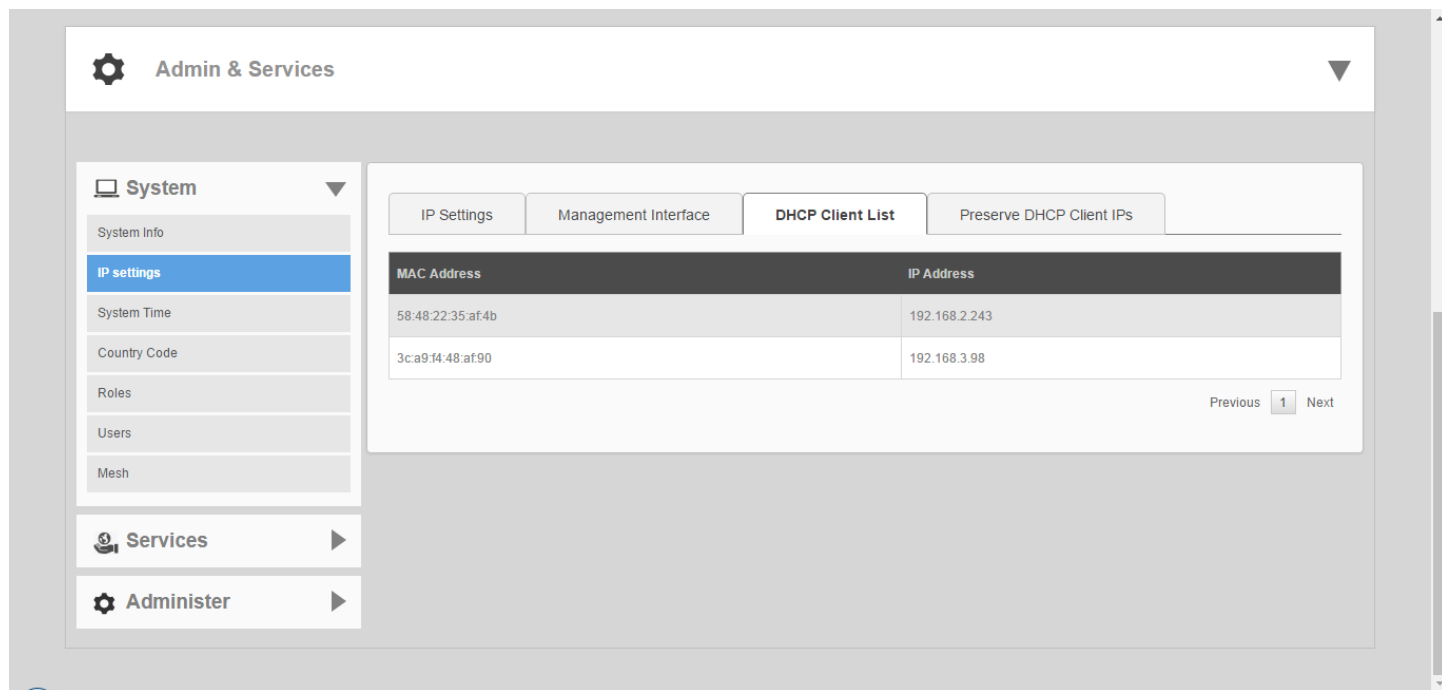 Admin & Services
System
System Info
IP settings
System Time
Country Code
Roles
Users
Mesh
Services
Administer
IP Settings Management Interface DHCP Client List Preserve DHCP Client IPs
MAC Address IP Address
58:48:22:35:af:4b 192.168.2.243
3c:a9:f4:48:af:90 192.168.3.98
Previous 1 Next